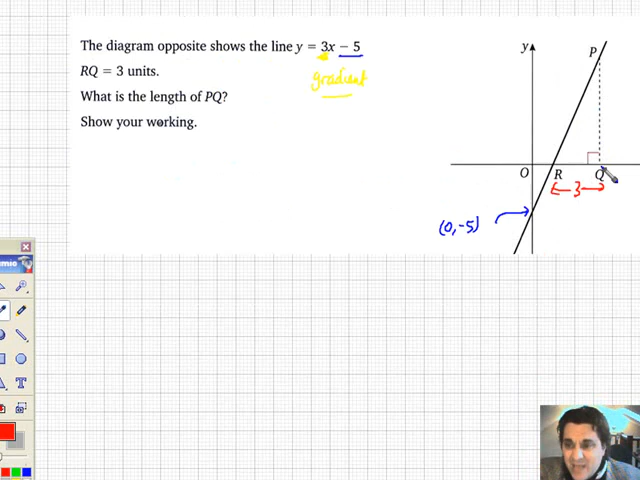 The diagram opposite shows the line y = 3x − 5
RQ = 3 units.
gradient
What is the length of PQ?
Show your working.
y
P
O
R
Q
3
(0,-5)
T